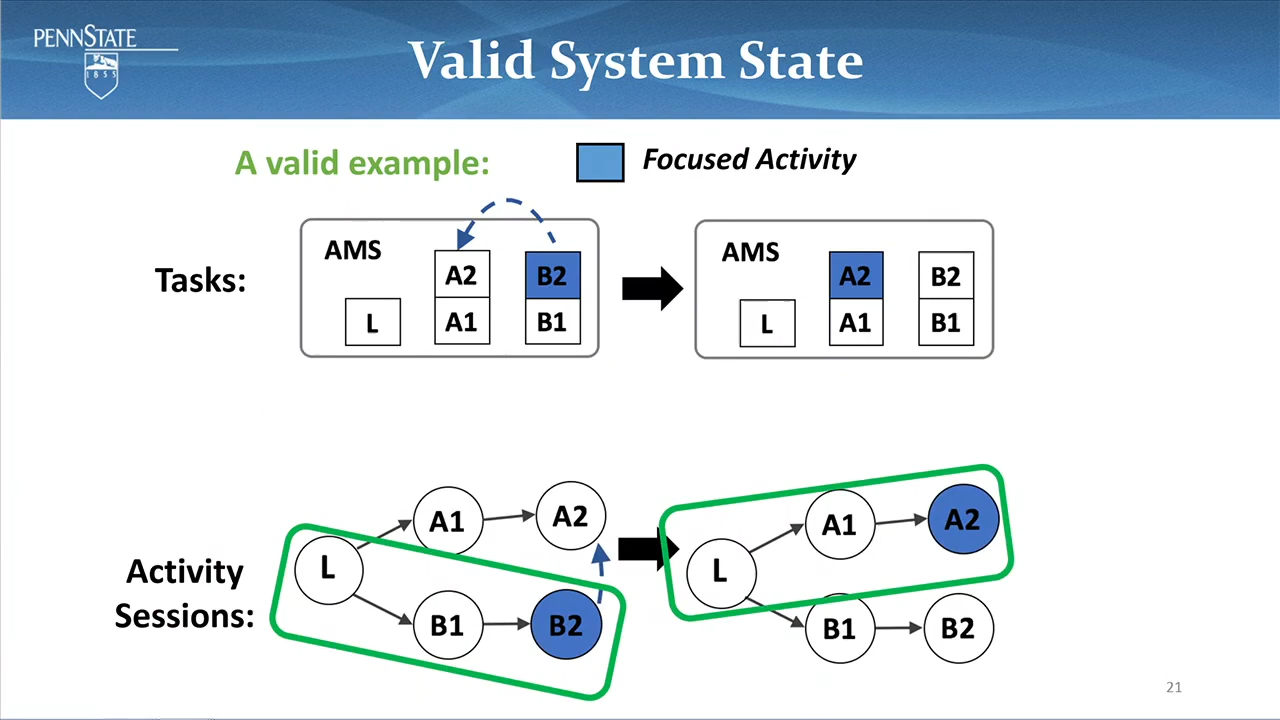 PENNSTATE
1855
Valid System State
A valid example:
Focused Activity
Tasks:
AMS
A2
B2
L
A1
B1
AMS
A2
B2
L
A1
B1
Activity
Sessions:
L
A1
A2
B1
B2
L
A1
A2
B1
B2
21